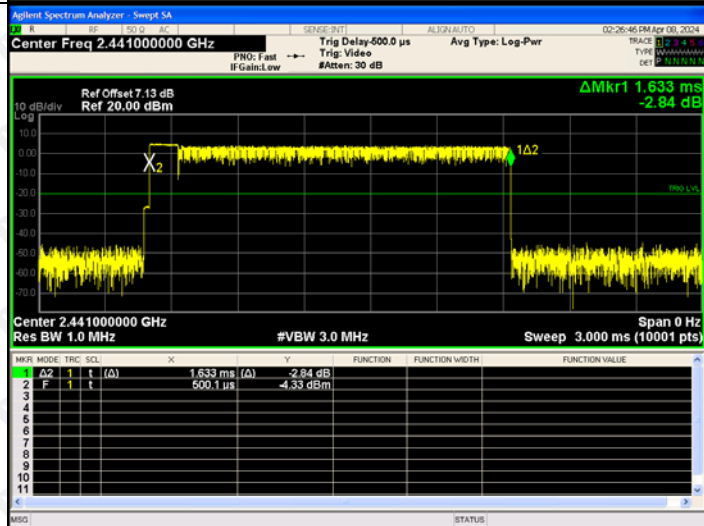 Agilent Spectrum Analyzer - Swept SA
R RF 50 Ω AC SENSE:INT ALIGN AUTO 02:26:46 PM Apr 08, 2024
Center Freq 2.441000000 GHz
PNO: Fast
IFGain:Low
Trig Delay-500.0 µs
Trig: Video
#Atten: 30 dB
Avg Type: Log-Pwr
TRACE 1 2 3 4 5 6
TYPE
DET P N N N N N
Ref Offset 7.13 dB
Ref 20.00 dBm
10 dB/div
Log
ΔMkr1 1.633 ms
-2.84 dB
10.0
0.00
-10.0
-20.0
-30.0
-40.0
-50.0
-60.0
-70.0
X2
1Δ2
TRIG LVL
Center 2.441000000 GHz
Span 0 Hz
Res BW 1.0 MHz
#VBW 3.0 MHz
Sweep 3.000 ms (10001 pts)
MKR MODE TRC SCL X Y FUNCTION FUNCTION WIDTH FUNCTION VALUE
1 Δ2 1 t (Δ) 1.633 ms (Δ) -2.84 dB
2 F 1 t 500.1 µs -4.33 dBm
3
4
5
6
7
8
9
10
11
MSG
STATUS